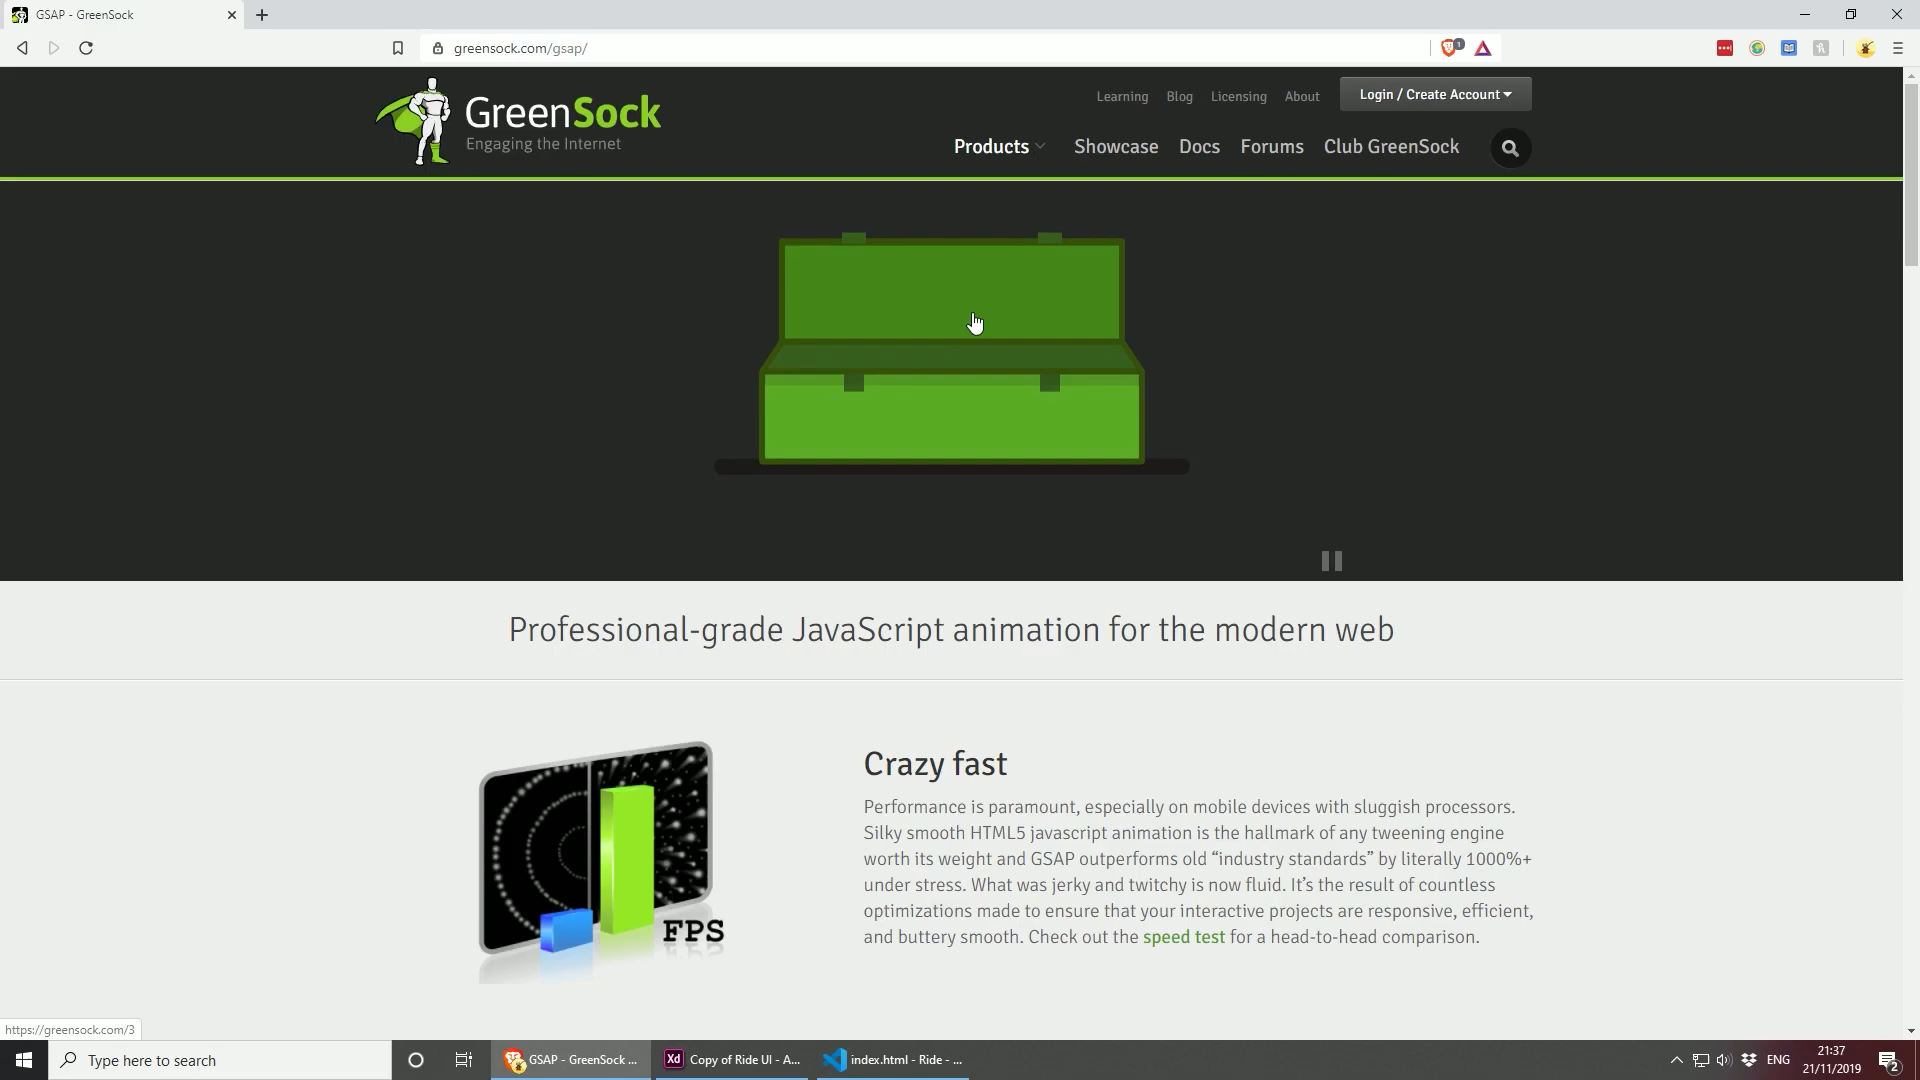 GSAP - GreenSock
greensock.com/gsap/
1
GreenSock
Engaging the Internet
Learning Blog Licensing About Login / Create Account
Products Showcase Docs Forums Club GreenSock
Professional-grade JavaScript animation for the modern web
Crazy fast
Performance is paramount, especially on mobile devices with sluggish processors.
Silky smooth HTML5 javascript animation is the hallmark of any tweening engine
worth its weight and GSAP outperforms old “industry standards” by literally 1000%+
under stress. What was jerky and twitchy is now fluid. It’s the result of countless
optimizations made to ensure that your interactive projects are responsive, efficient,
and buttery smooth. Check out the speed test for a head-to-head comparison.
FPS
https://greensock.com/3
Type here to search
GSAP - GreenSock ...
Xd Copy of Ride UI - A...
index.html - Ride - ...
ENG
21:37
21/11/2019
2